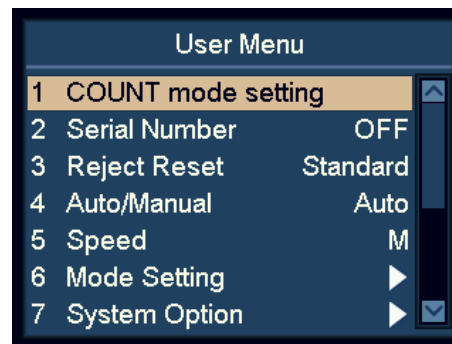 User Menu
1 COUNT mode setting
2 Serial Number OFF
3 Reject Reset Standard
4 Auto/Manual Auto
5 Speed M
6 Mode Setting
7 System Option